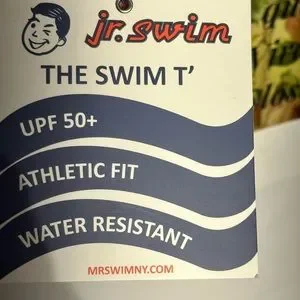 jr.swim
THE SWIM T'
UPF 50+
ATHLETIC FIT
WATER RESISTANT
MRSWIMNY.COM